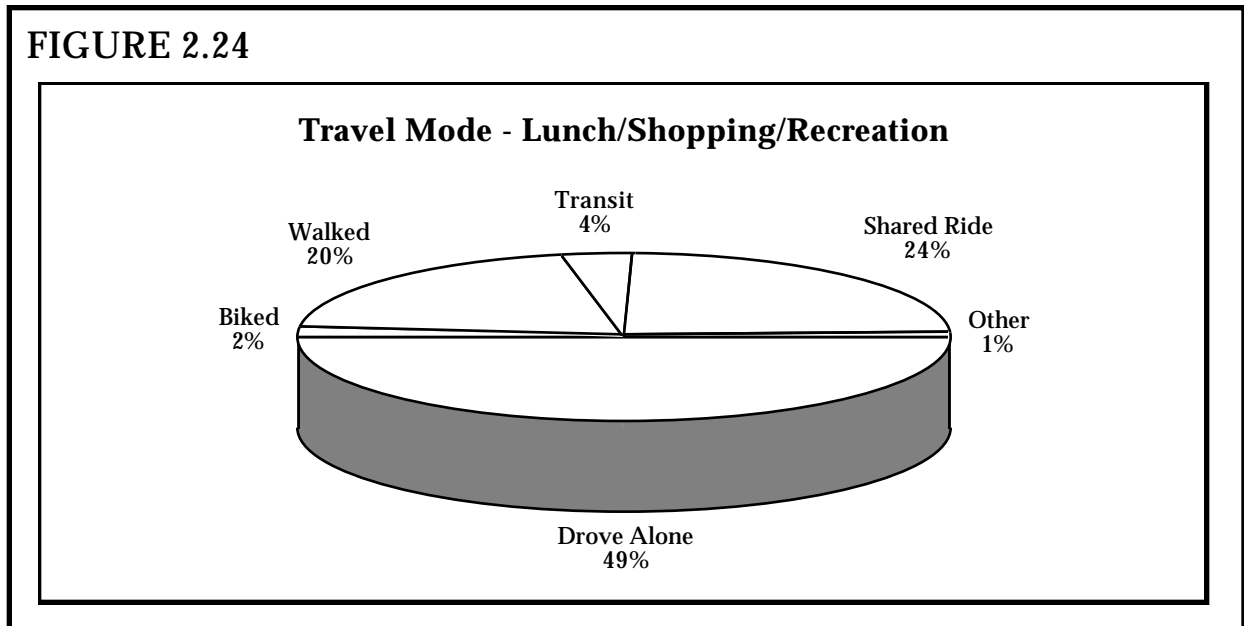 FIGURE 2.24
Travel Mode - Lunch/Shopping/Recreation
Transit
4%
Walked
20%
Shared Ride
24%
Biked
2%
Other
1%
Drove Alone
49%